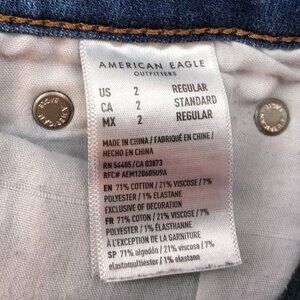 AMERICAN EAGLE
OUTFITTERS
US 2 REGULAR
CA 2 STANDARD
MX 2 REGULAR
MADE IN CHINA / FABRIQUÉ EN CHINE /
HECHO EN CHINA
RN 54485/CA 03873
RFC# AEM1206050UPA
EN 71% COTTON / 21% VISCOSE / 7%
POLYESTER / 1% ELASTANE
EXCLUSIVE OF DECORATION
FR 71% COTON / 21% VISCOSE / 7%
POLYESTER / 1% ÉLASTHANNE
À L'EXCEPTION DE LA GARNITURE
SP 71% algodón / 21% viscosa / 7%
elastomultiéster / 1% elastano